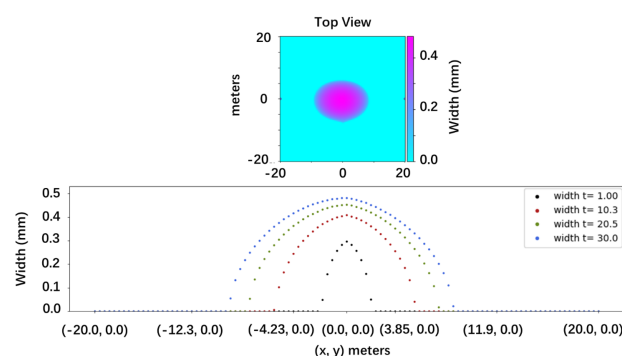 Top View
20
0
-20
meters
-20
0
20
0.4
0.2
0.0
Width (mm)
0.5
0.4
0.3
0.2
0.1
0.0
Width (mm)
width t= 1.00
width t= 10.3
width t= 20.5
width t= 30.0
(-20.0, 0.0) (-12.3, 0.0) (-4.23, 0.0) (0.0, 0.0) (3.85, 0.0) (11.9, 0.0) (20.0, 0.0)
(x, y) meters